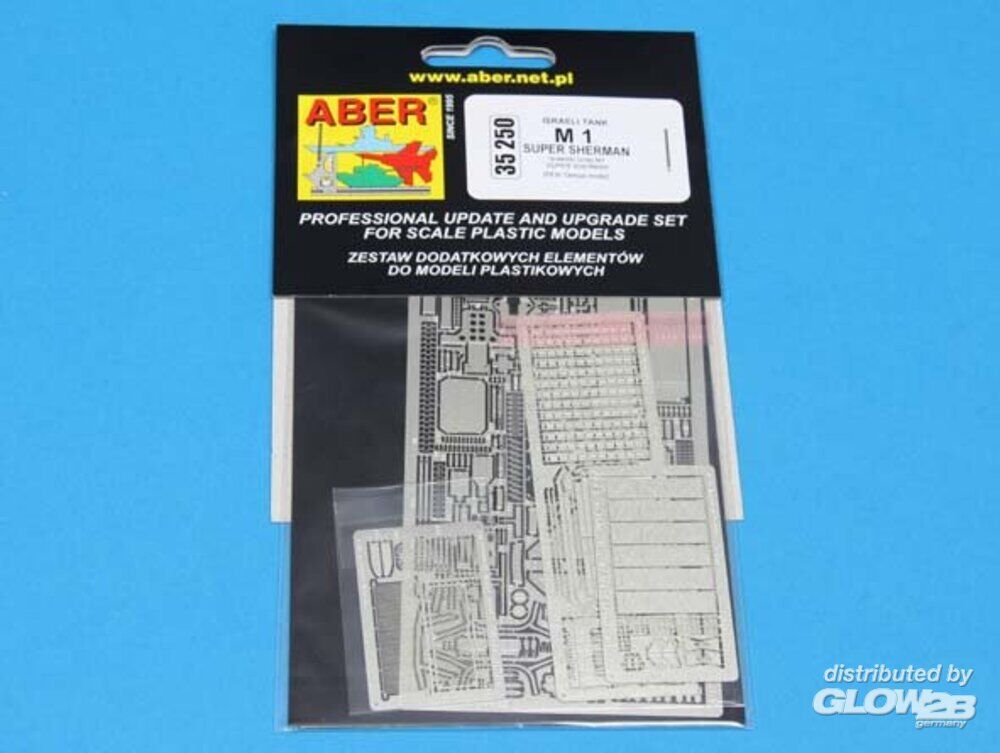 www.aber.net.pl
ABER®
SINCE 1995
35 250
ISRAELI TANK
M 1
SUPER SHERMAN
PROFESSIONAL UPDATE AND UPGRADE SET
FOR SCALE PLASTIC MODELS
ZESTAW DODATKOWYCH ELEMENTÓW
DO MODELI PLASTIKOWYCH
distributed by
GLOW2B
germany